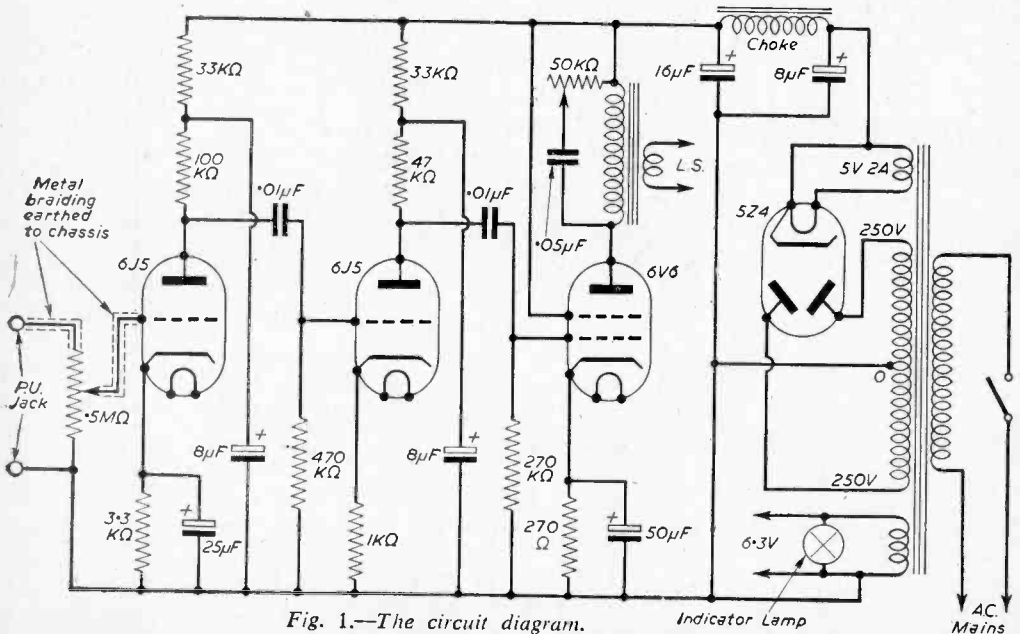 Choke
33KΩ
33KΩ
50KΩ
16µF
+
8µF
+
100
KΩ
47
KΩ
Metal
braiding
earthed
to chassis
·01µF
·01µF
L.S.
5V 2A
·05µF
5Z4
250V
6J5
6J5
6V6
P.U.
Jack
·5MΩ
O
8µF
+
470
KΩ
8µF
+
270
KΩ
250V
3·3
KΩ
+
25µF
1KΩ
270
Ω
+
50µF
6·3V
Fig. 1.—The circuit diagram.
Indicator Lamp
A.C.
Mains